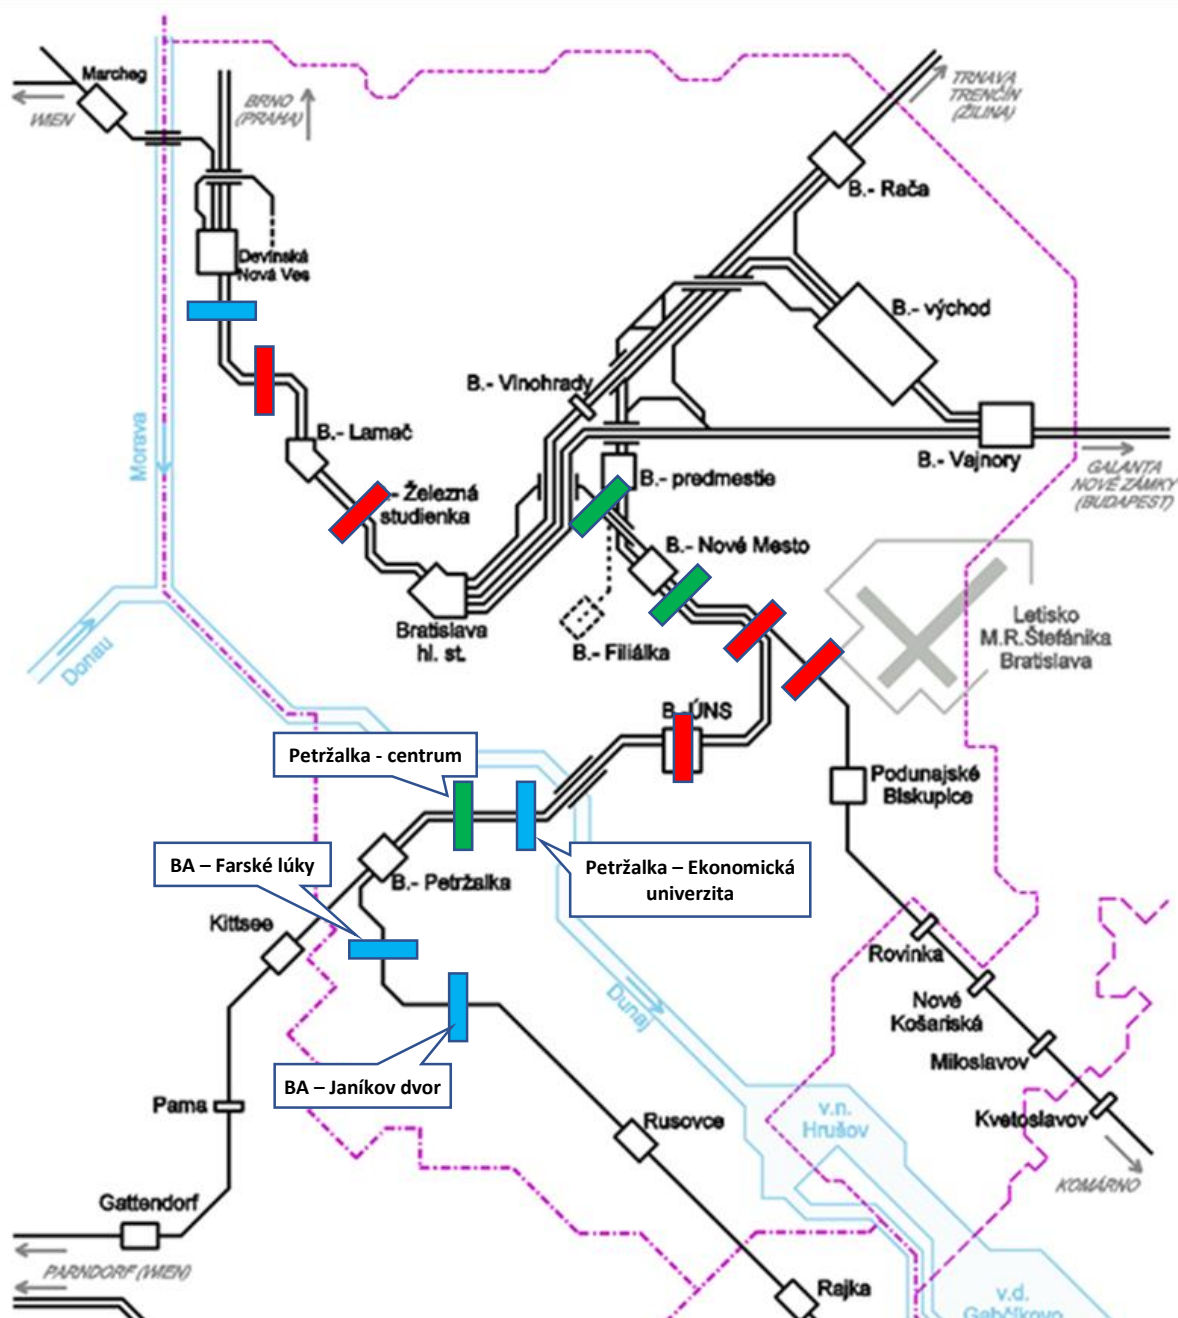 Marcheg
WIEN
BRNO
(PRAHA)
TRNAVA
TRENČÍN
(ŽILINA)
B.- Rača
Devínská
Nová Ves
B.- východ
B.- Vinohrady
Morava
B.- Lamač
B.- Vajnory
GALANTA
NOVÉ ZÁMKY
(BUDAPEST)
B.- predmestie
- Železná
studienka
B.- Nové Mesto
Letisko
M.R.Štefánika
Bratislava
Bratislava
hl. st.
B.- Filiálka
Donau
B.-ÚNS
Petržalka - centrum
Podunajské
Biskupice
BA – Farské lúky
Petržalka – Ekonomická
univerzita
B.- Petržalka
Kittsee
Rovinka
Dunaj
Nové
Košariská
Miloslavov
BA – Janíkov dvor
Pama
Rusovce
v.n.
Hrušov
Kvetoslavov
KOMÁRNO
Gattendorf
PARNDORF (WIEN)
Rajka
v.d.
Gabčíkovo